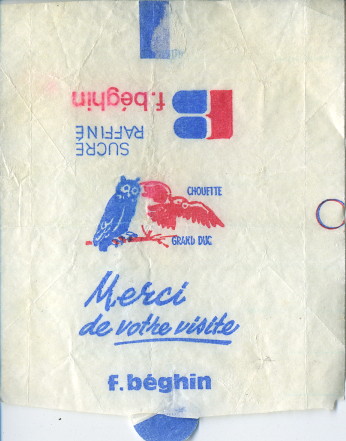 f.béghin
SUCRE
RAFFINÉ
CHOUETTE
GRAND DUC
Merci
de votre visite
f.béghin